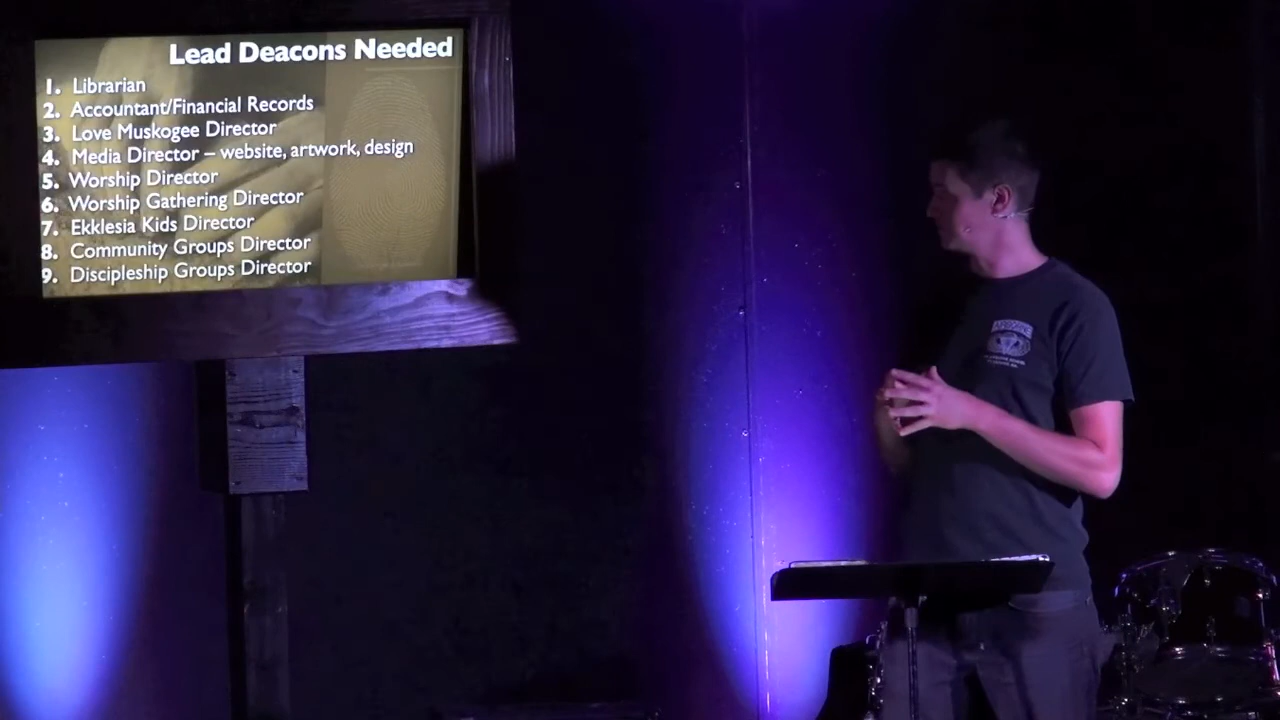 Lead Deacons Needed
1. Librarian
2. Accountant/Financial Records
3. Love Muskogee Director
4. Media Director – website, artwork, design
5. Worship Director
6. Worship Gathering Director
7. Ekklesia Kids Director
8. Community Groups Director
9. Discipleship Groups Director
AIRBORNE